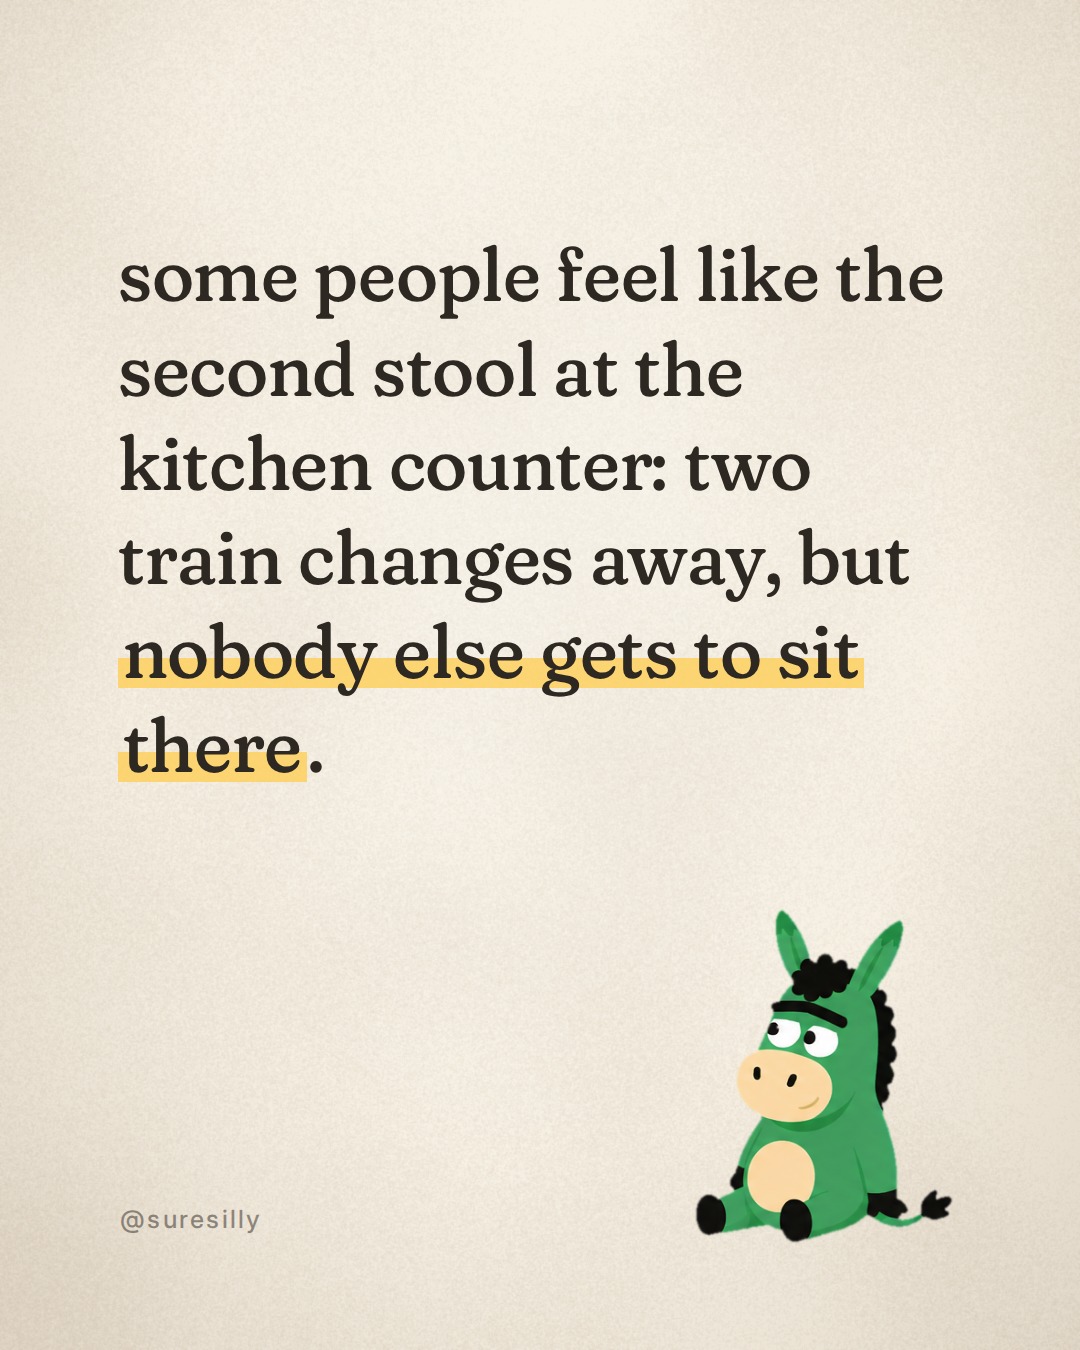 some people feel like the
second stool at the
kitchen counter: two
train changes away, but
nobody else gets to sit
there.
@suresilly